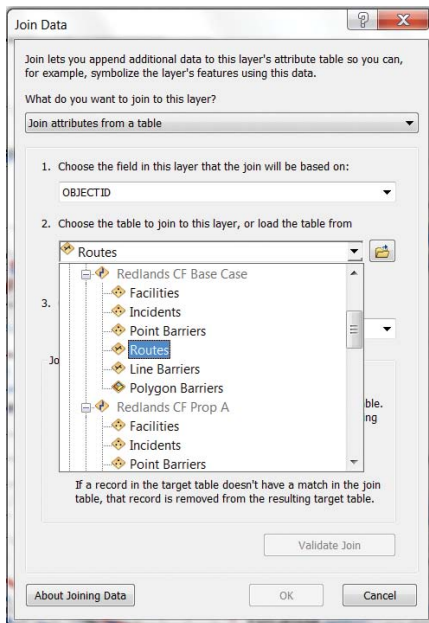 Join Data
Join lets you append additional data to this layer's attribute table so you can,
for example, symbolize the layer's features using this data.
What do you want to join to this layer?
Join attributes from a table
1. Choose the field in this layer that the join will be based on:
OBJECTID
2. Choose the table to join to this layer, or load the table from
Routes
Redlands CF Base Case
Facilities
Incidents
3.
Point Barriers
Routes
Jo
Line Barriers
Polygon Barriers
ble.
Redlands CF Prop A
ing
Facilities
Incidents
Point Barriers
If a record in the target table doesn't have a match in the join
table, that record is removed from the resulting target table.
Validate Join
About Joining Data OK Cancel